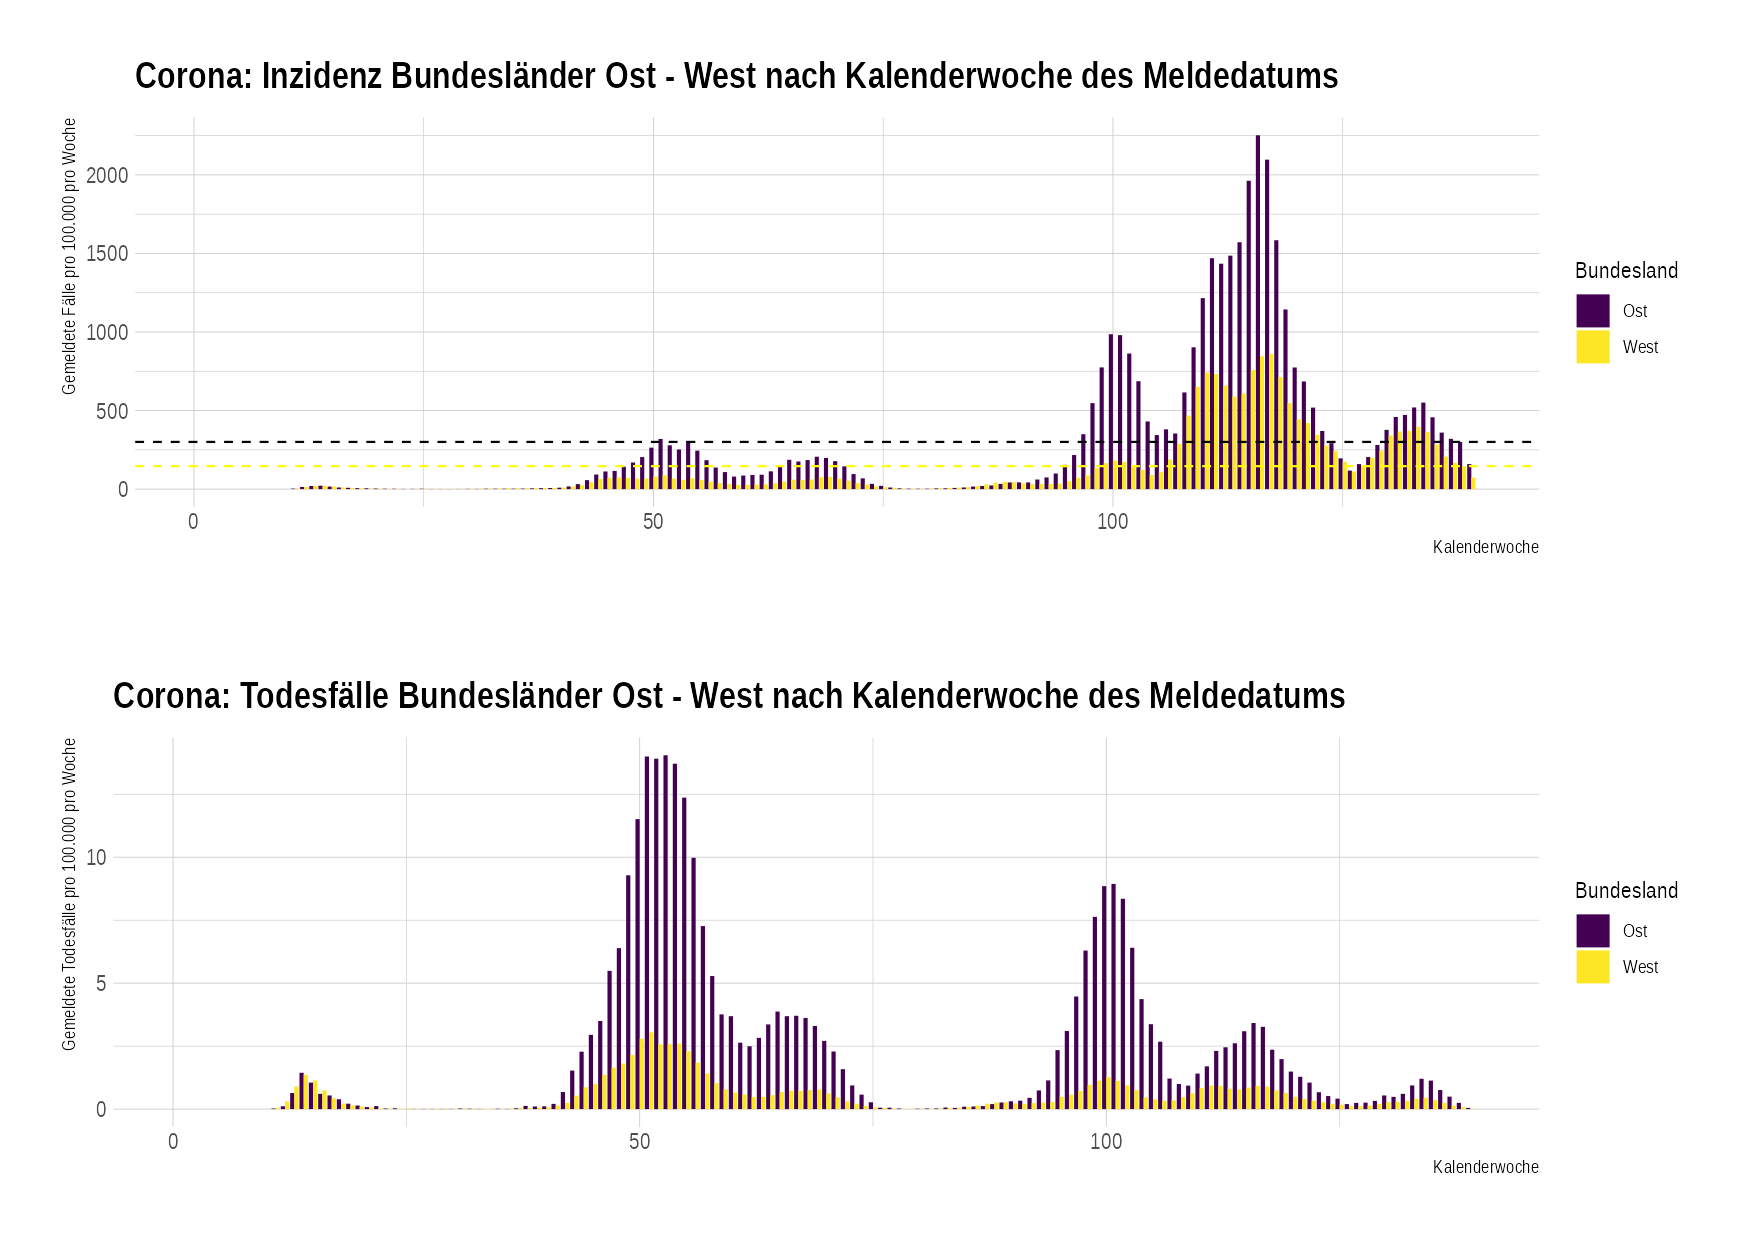 Corona: Inzidenz Bundesländer Ost - West nach Kalenderwoche des Meldedatums
Gemeldete Fälle pro 100.000 pro Woche
2000
1500
1000
500
0
0 50 100
Kalenderwoche
Bundesland
Ost
West
Corona: Todesfälle Bundesländer Ost - West nach Kalenderwoche des Meldedatums
Gemeldete Todesfälle pro 100.000 pro Woche
10
5
0
0 50 100
Kalenderwoche
Bundesland
Ost
West